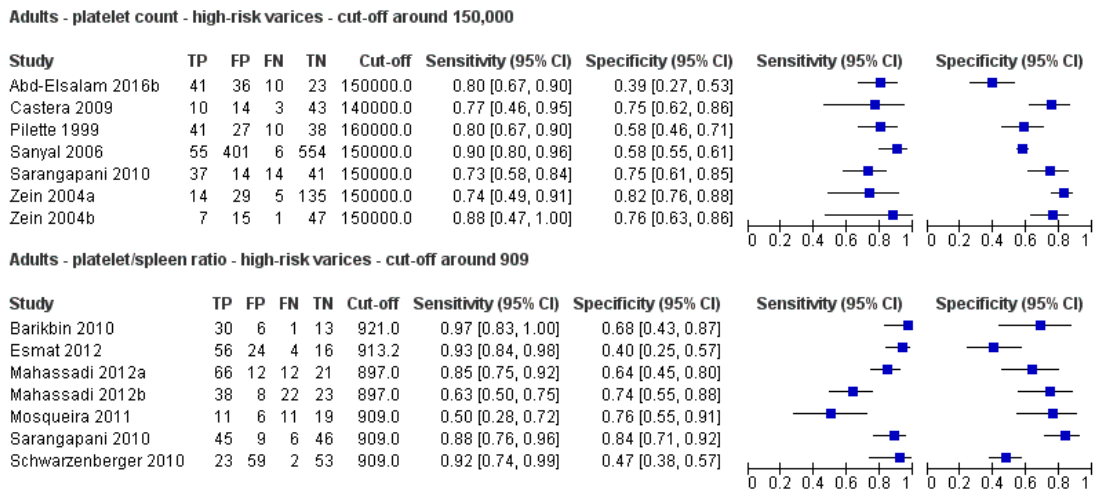 Adults - platelet count - high-risk varices - cut-off around 150,000
Study TP FP FN TN Cut-off Sensitivity (95% CI) Specificity (95% CI) Sensitivity (95% CI) Specificity (95% CI)
Abd-Elsalam 2016b 41 36 10 23 150000.0 0.80 [0.67, 0.90] 0.39 [0.27, 0.53]
Castera 2009 10 14 3 43 140000.0 0.77 [0.46, 0.95] 0.75 [0.62, 0.86]
Pilette 1999 41 27 10 38 160000.0 0.80 [0.67, 0.90] 0.58 [0.46, 0.71]
Sanyal 2006 55 401 6 554 150000.0 0.90 [0.80, 0.96] 0.58 [0.55, 0.61]
Sarangapani 2010 37 14 14 41 150000.0 0.73 [0.58, 0.84] 0.75 [0.61, 0.85]
Zein 2004a 14 29 5 135 150000.0 0.74 [0.49, 0.91] 0.82 [0.76, 0.88]
Zein 2004b 7 15 1 47 150000.0 0.88 [0.47, 1.00] 0.76 [0.63, 0.86]
0 0.2 0.4 0.6 0.8 1 0 0.2 0.4 0.6 0.8 1
Adults - platelet/spleen ratio - high-risk varices - cut-off around 909
Study TP FP FN TN Cut-off Sensitivity (95% CI) Specificity (95% CI) Sensitivity (95% CI) Specificity (95% CI)
Barikbin 2010 30 6 1 13 921.0 0.97 [0.83, 1.00] 0.68 [0.43, 0.87]
Esmat 2012 56 24 4 16 913.2 0.93 [0.84, 0.98] 0.40 [0.25, 0.57]
Mahassadi 2012a 66 12 12 21 897.0 0.85 [0.75, 0.92] 0.64 [0.45, 0.80]
Mahassadi 2012b 38 8 22 23 897.0 0.63 [0.50, 0.75] 0.74 [0.55, 0.88]
Mosqueira 2011 11 6 11 19 909.0 0.50 [0.28, 0.72] 0.76 [0.55, 0.91]
Sarangapani 2010 45 9 6 46 909.0 0.88 [0.76, 0.96] 0.84 [0.71, 0.92]
Schwarzenberger 2010 23 59 2 53 909.0 0.92 [0.74, 0.99] 0.47 [0.38, 0.57]
0 0.2 0.4 0.6 0.8 1 0 0.2 0.4 0.6 0.8 1